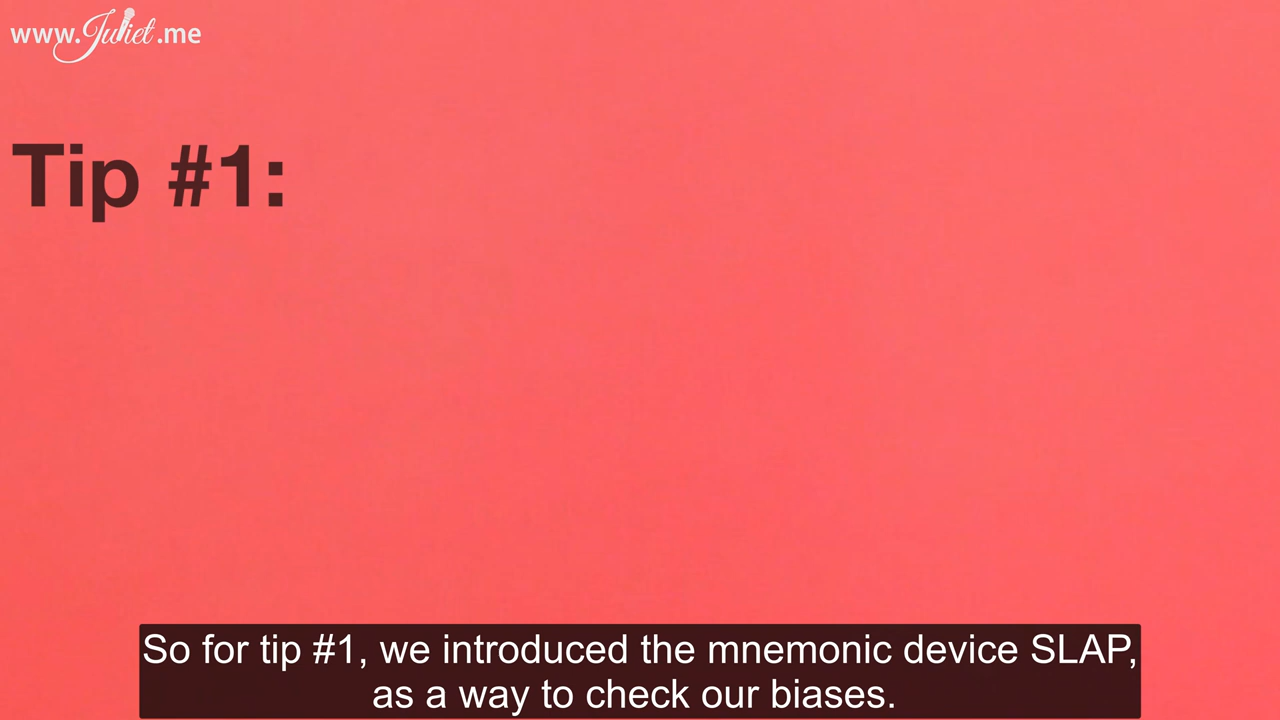 www.Juliet.me
Tip #1:
So for tip #1, we introduced the mnemonic device SLAP,
as a way to check our biases.